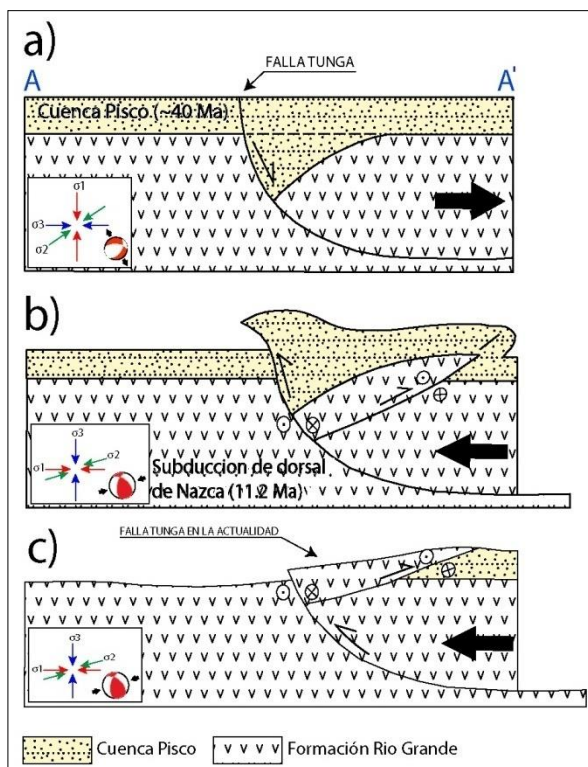 a)
FALLA TUNGA
A
A'
Cuenca Pisco (~40 Ma)
σ1
σ3
σ2
b)
σ3
σ1
σ2
Subduccion de dorsal
de Nazca (11.2 Ma)
c)
FALLA TUNGA EN LA ACTUALIDAD
σ3
σ1
σ2
Cuenca Pisco
Formación Rio Grande